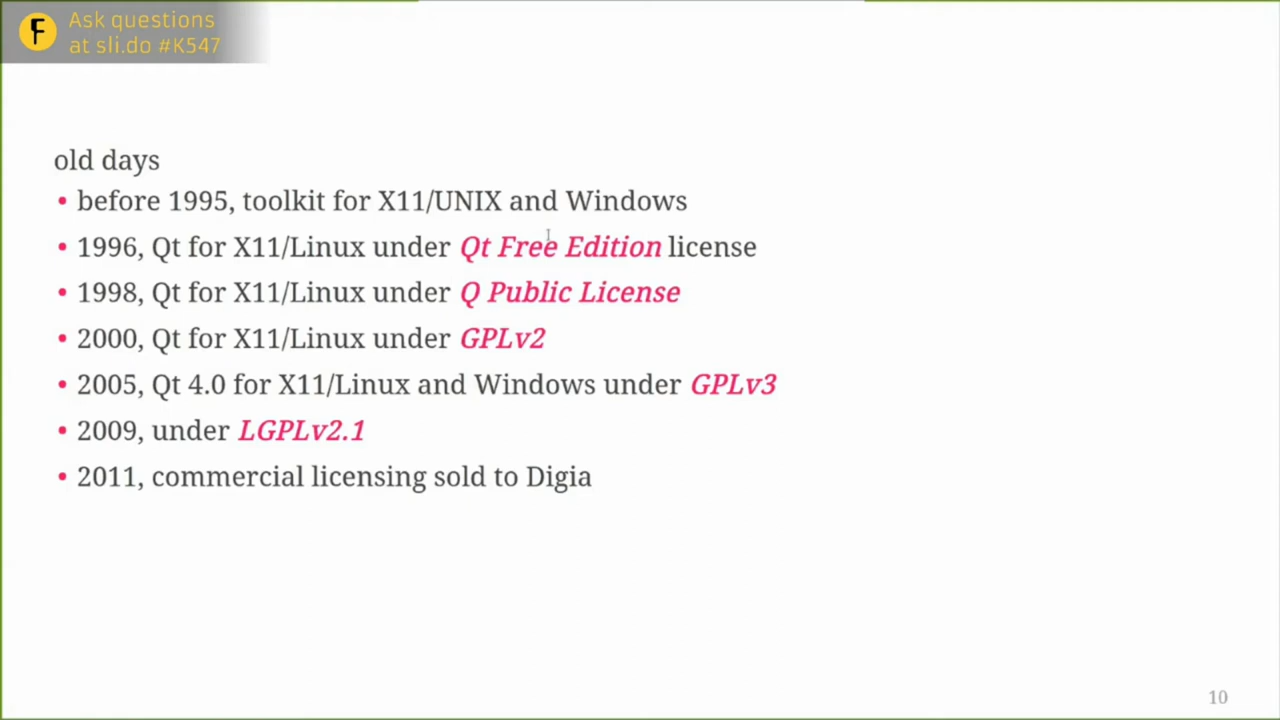 F
Ask questions
at sli.do #K547
old days
• before 1995, toolkit for X11/UNIX and Windows
• 1996, Qt for X11/Linux under Qt Free Edition license
• 1998, Qt for X11/Linux under Q Public License
• 2000, Qt for X11/Linux under GPLv2
• 2005, Qt 4.0 for X11/Linux and Windows under GPLv3
• 2009, under LGPLv2.1
• 2011, commercial licensing sold to Digia
10